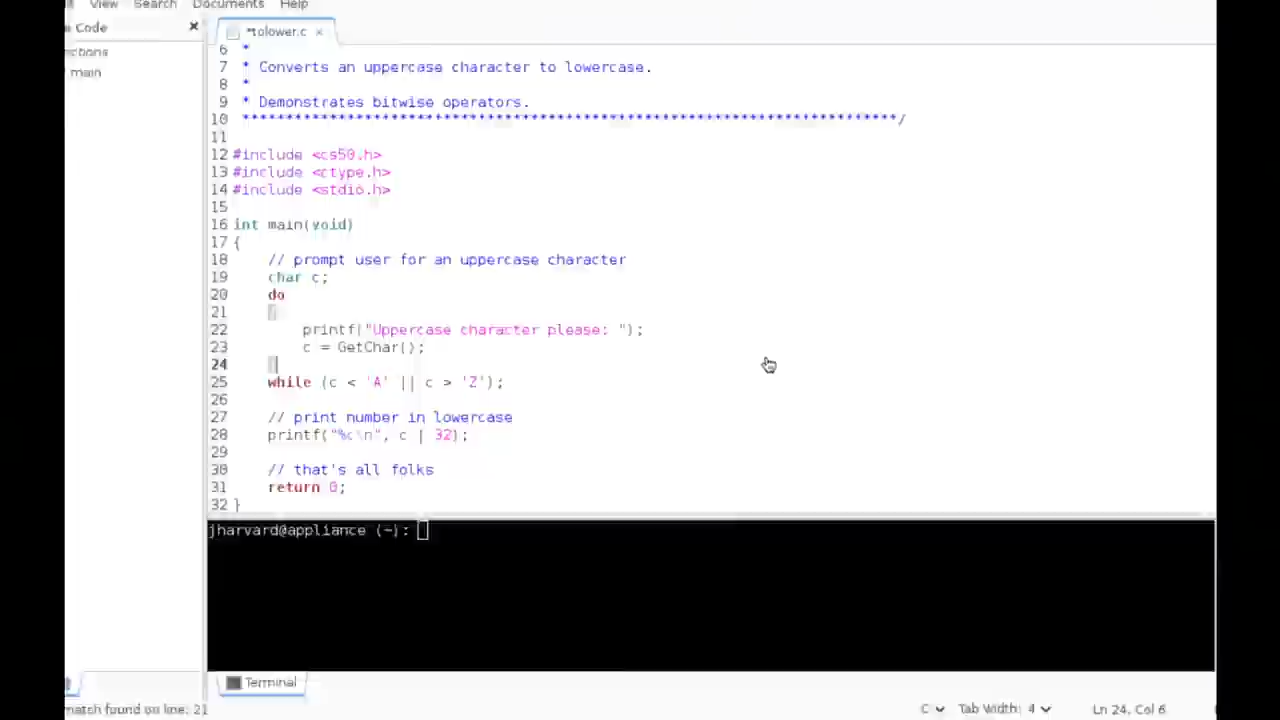 View Search Documents Help
Code
*tolower.c ×
main
6 *
7 * Converts an uppercase character to lowercase.
8 *
9 * Demonstrates bitwise operators.
10 ***************************************************************************/
11
12 #include <cs50.h>
13 #include <ctype.h>
14 #include <stdio.h>
15
16 int main(void)
17 {
18 // prompt user for an uppercase character
19 char c;
20 do
21 {
22 printf("Uppercase character please: ");
23 c = GetChar();
24 }
25 while (c < 'A' || c > 'Z');
26
27 // print number in lowercase
28 printf("%c\n", c | 32);
29
30 // that's all folks
31 return 0;
32 }
jharvard@appliance (~):
Terminal
match found on line: 21
C Tab Width: 4 Ln 24, Col 6